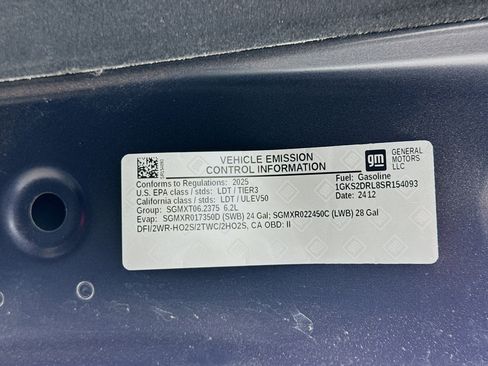 VEHICLE EMISSION
CONTROL INFORMATION
gm GENERAL
MOTORS
LLC
Conforms to Regulations: 2025
U.S. EPA class / stds: LDT / TIER3
California class / stds: LDT / ULEV50
Group: SGMXT06.2375 6.2L
Evap: SGMXR017350D (SWB) 24 Gal; SGMXR022450C (LWB) 28 Gal
DFI/2WR-HO2S/2TWC/2HO2S, CA OBD: II
Fuel: Gasoline
1GKS2DRL8SR154093
Date: 24 12